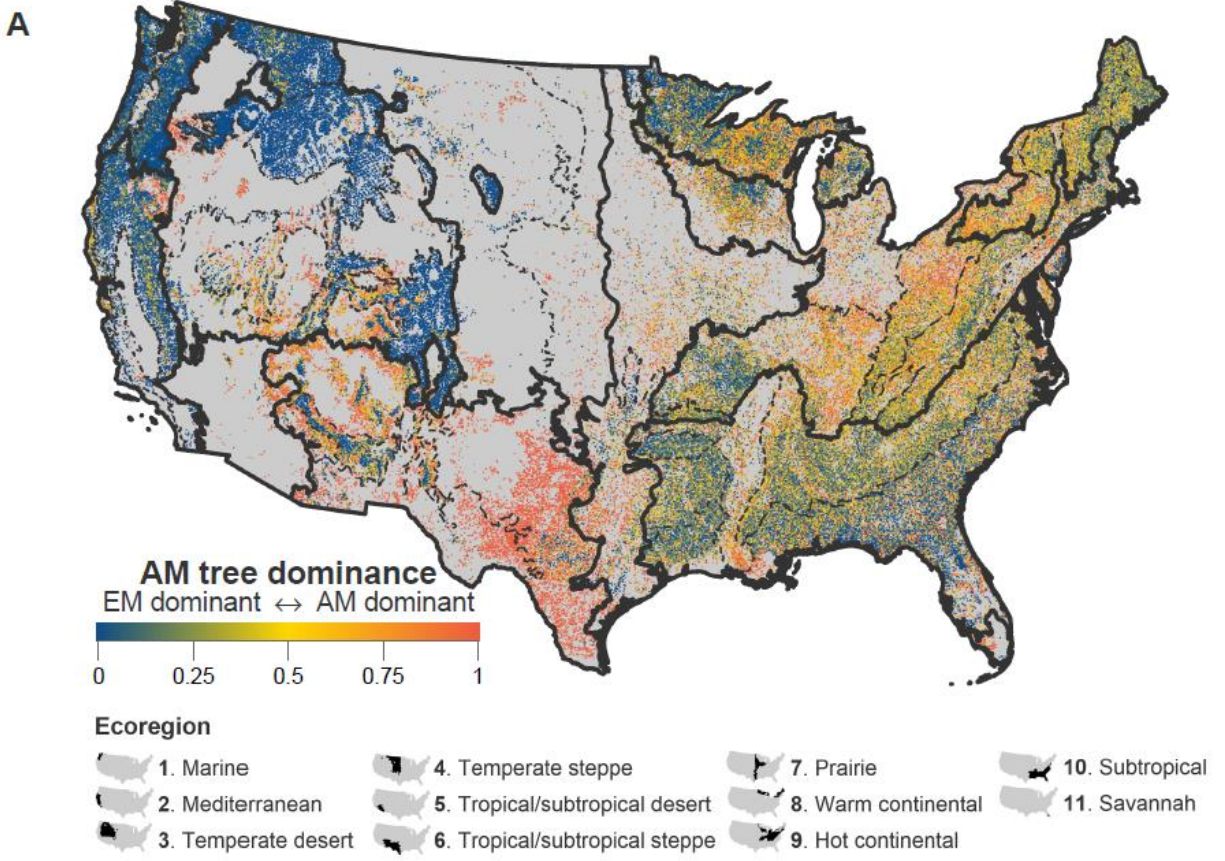 A
AM tree dominance
EM dominant ↔ AM dominant
0 0.25 0.5 0.75 1
Ecoregion
1. Marine
2. Mediterranean
3. Temperate desert
4. Temperate steppe
5. Tropical/subtropical desert
6. Tropical/subtropical steppe
7. Prairie
8. Warm continental
9. Hot continental
10. Subtropical
11. Savannah